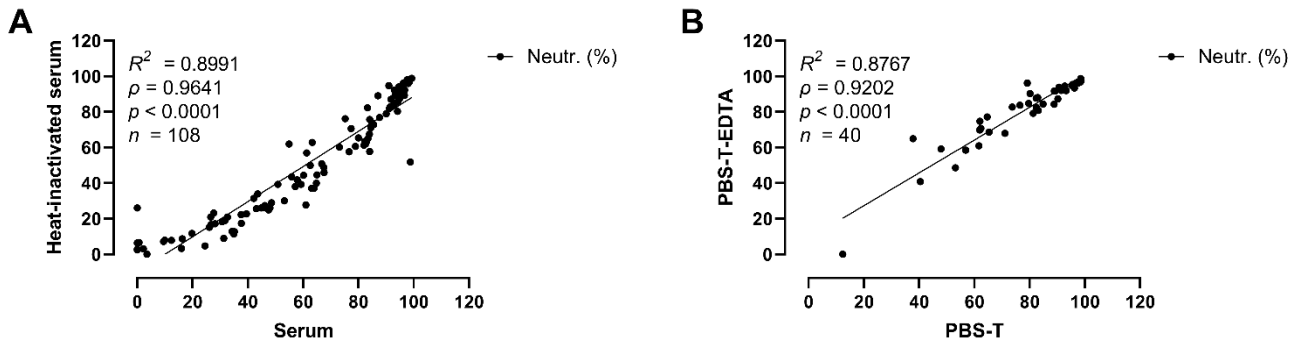 A
Heat-inactivated serum
120
100
80
60
40
20
0
R² = 0.8991
ρ = 0.9641
p < 0.0001
n = 108
Neutr. (%)
0 20 40 60 80 100 120
Serum
B
PBS-T-EDTA
120
100
80
60
40
20
0
R² = 0.8767
ρ = 0.9202
p < 0.0001
n = 40
Neutr. (%)
0 20 40 60 80 100 120
PBS-T